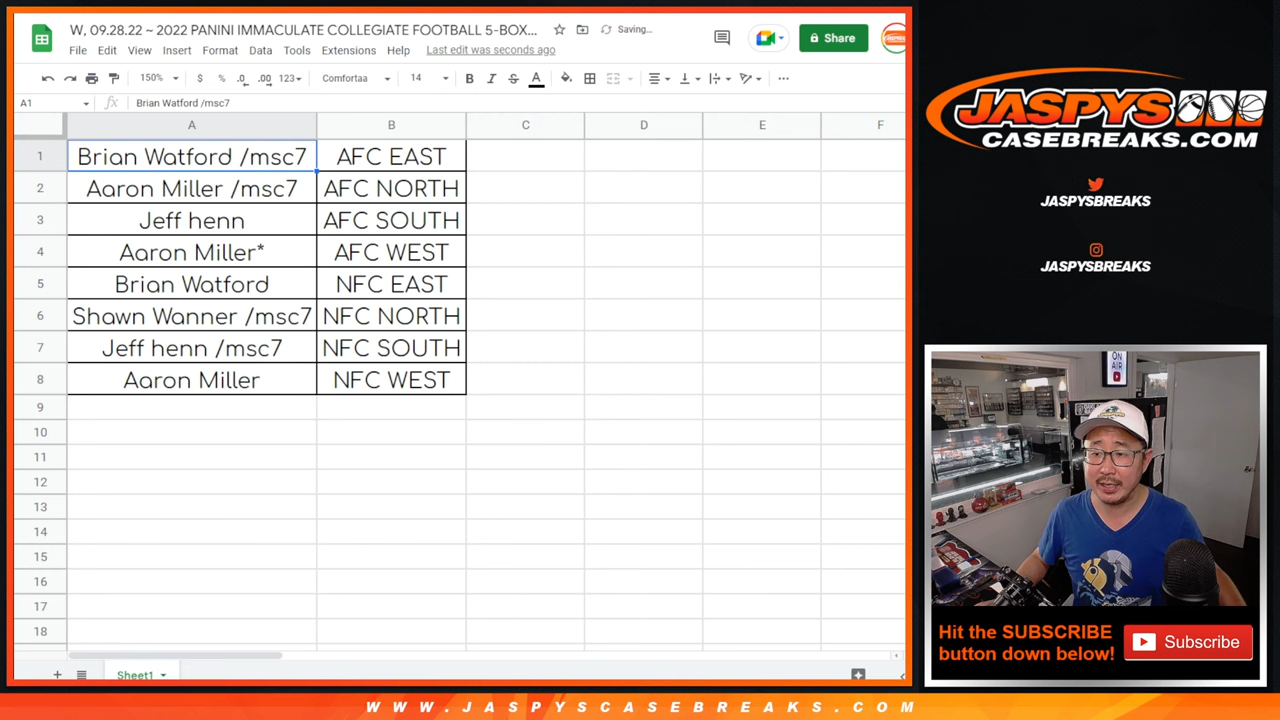 W, 09.28.22 ~ 2022 PANINI IMMACULATE COLLEGIATE FOOTBALL 5-BOX...
Saving...
Share
File Edit View Insert Format Data Tools Extensions Help Last edit was seconds ago
150% $ % .0 .00 123 Comfortaa 14 B I S A
A1 fx Brian Watford /msc7
A B C D E F
1 Brian Watford /msc7 AFC EAST
2 Aaron Miller /msc7 AFC NORTH
3 Jeff henn AFC SOUTH
4 Aaron Miller* AFC WEST
5 Brian Watford NFC EAST
6 Shawn Wanner /msc7 NFC NORTH
7 Jeff henn /msc7 NFC SOUTH
8 Aaron Miller NFC WEST
9
10
11
12
13
14
15
16
17
18
Sheet1
JASPYS
CASEBREAKS.COM
JASPYSBREAKS
JASPYSBREAKS
ON
AIR
JASPYS
Hit the SUBSCRIBE
button down below!
Subscribe
WWW.JASPYSCASEBREAKS.COM